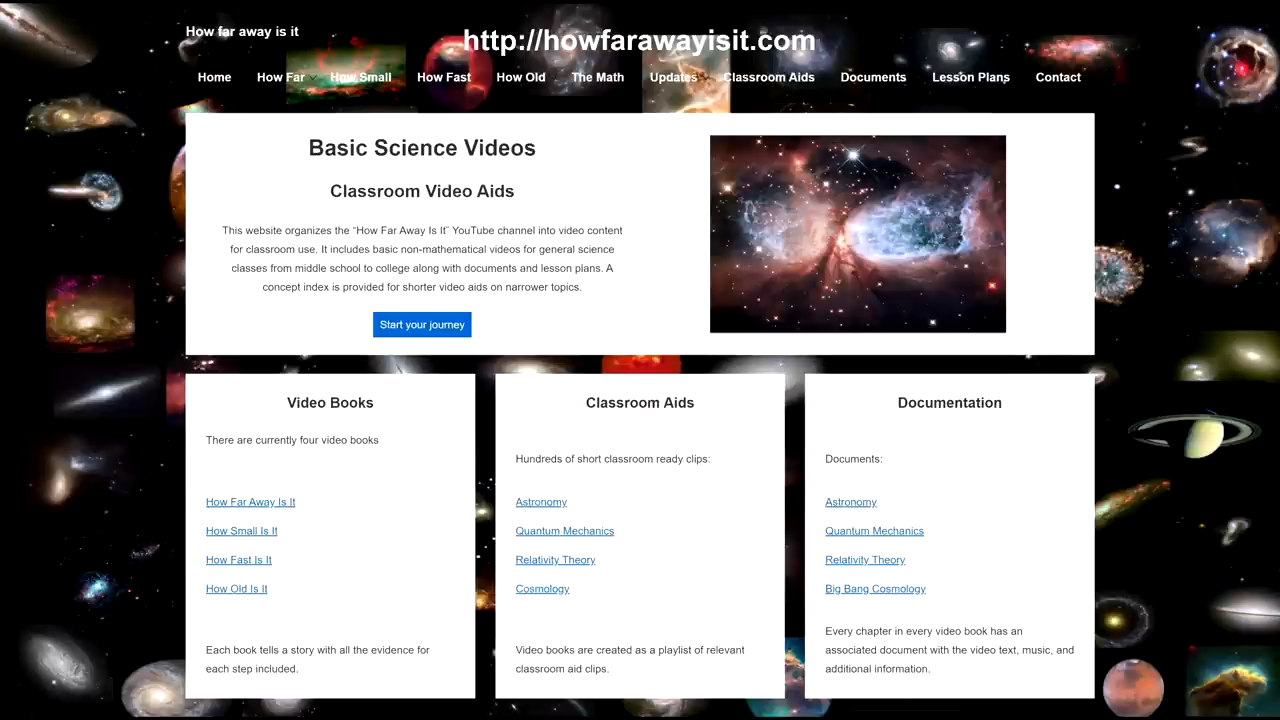 How far away is it
http://howfarawayisit.com
Home How Far How Small How Fast How Old The Math Updates Classroom Aids Documents Lesson Plans Contact
Basic Science Videos
Classroom Video Aids
This website organizes the “How Far Away Is It” YouTube channel into video content
for classroom use. It includes basic non-mathematical videos for general science
classes from middle school to college along with documents and lesson plans. A
concept index is provided for shorter video aids on narrower topics.
Start your journey
Video Books
There are currently four video books
How Far Away Is It
How Small Is It
How Fast Is It
How Old Is It
Each book tells a story with all the evidence for
each step included.
Classroom Aids
Hundreds of short classroom ready clips:
Astronomy
Quantum Mechanics
Relativity Theory
Cosmology
Video books are created as a playlist of relevant
classroom aid clips.
Documentation
Documents:
Astronomy
Quantum Mechanics
Relativity Theory
Big Bang Cosmology
Every chapter in every video book has an
associated document with the video text, music, and
additional information.